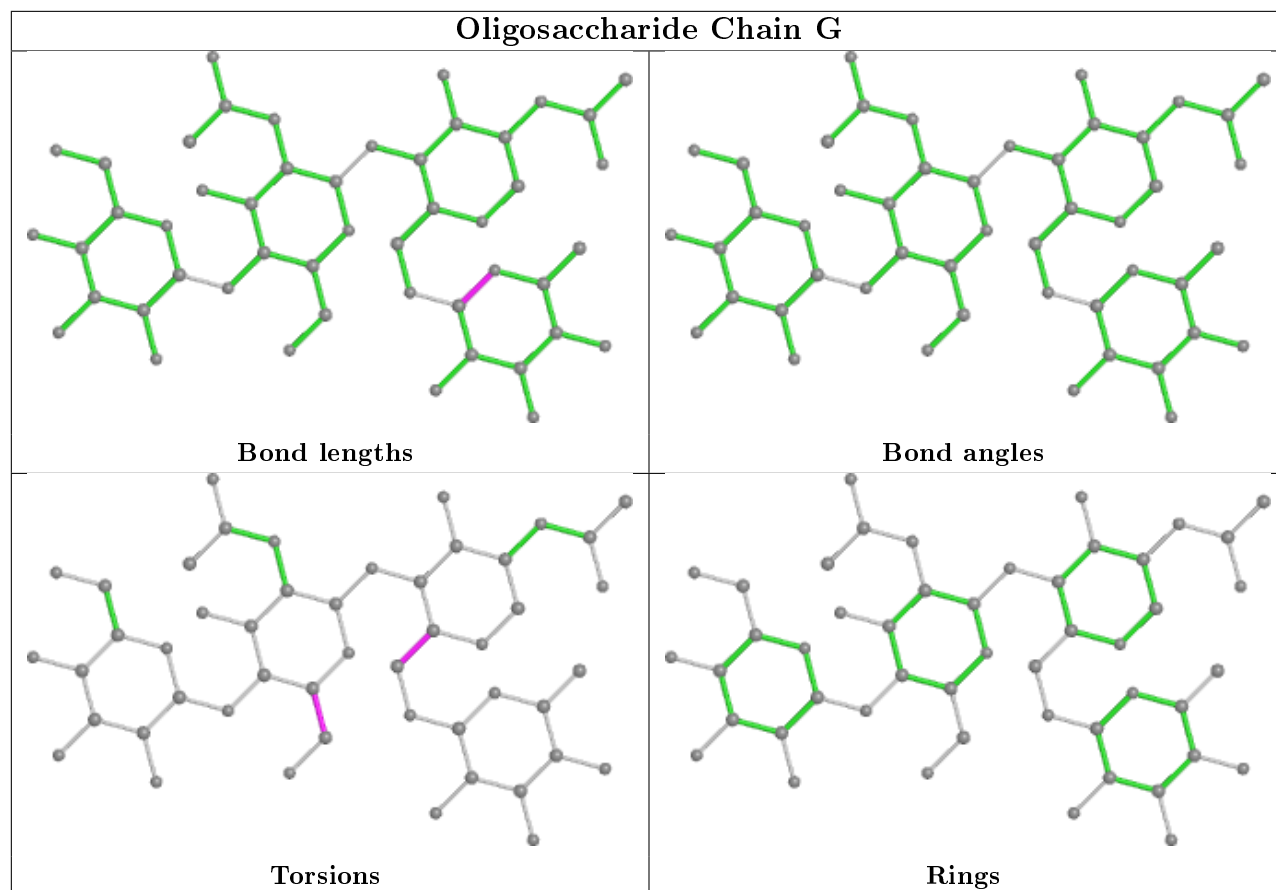 Oligosaccharide Chain G
Bond lengths
Bond angles
Torsions
Rings